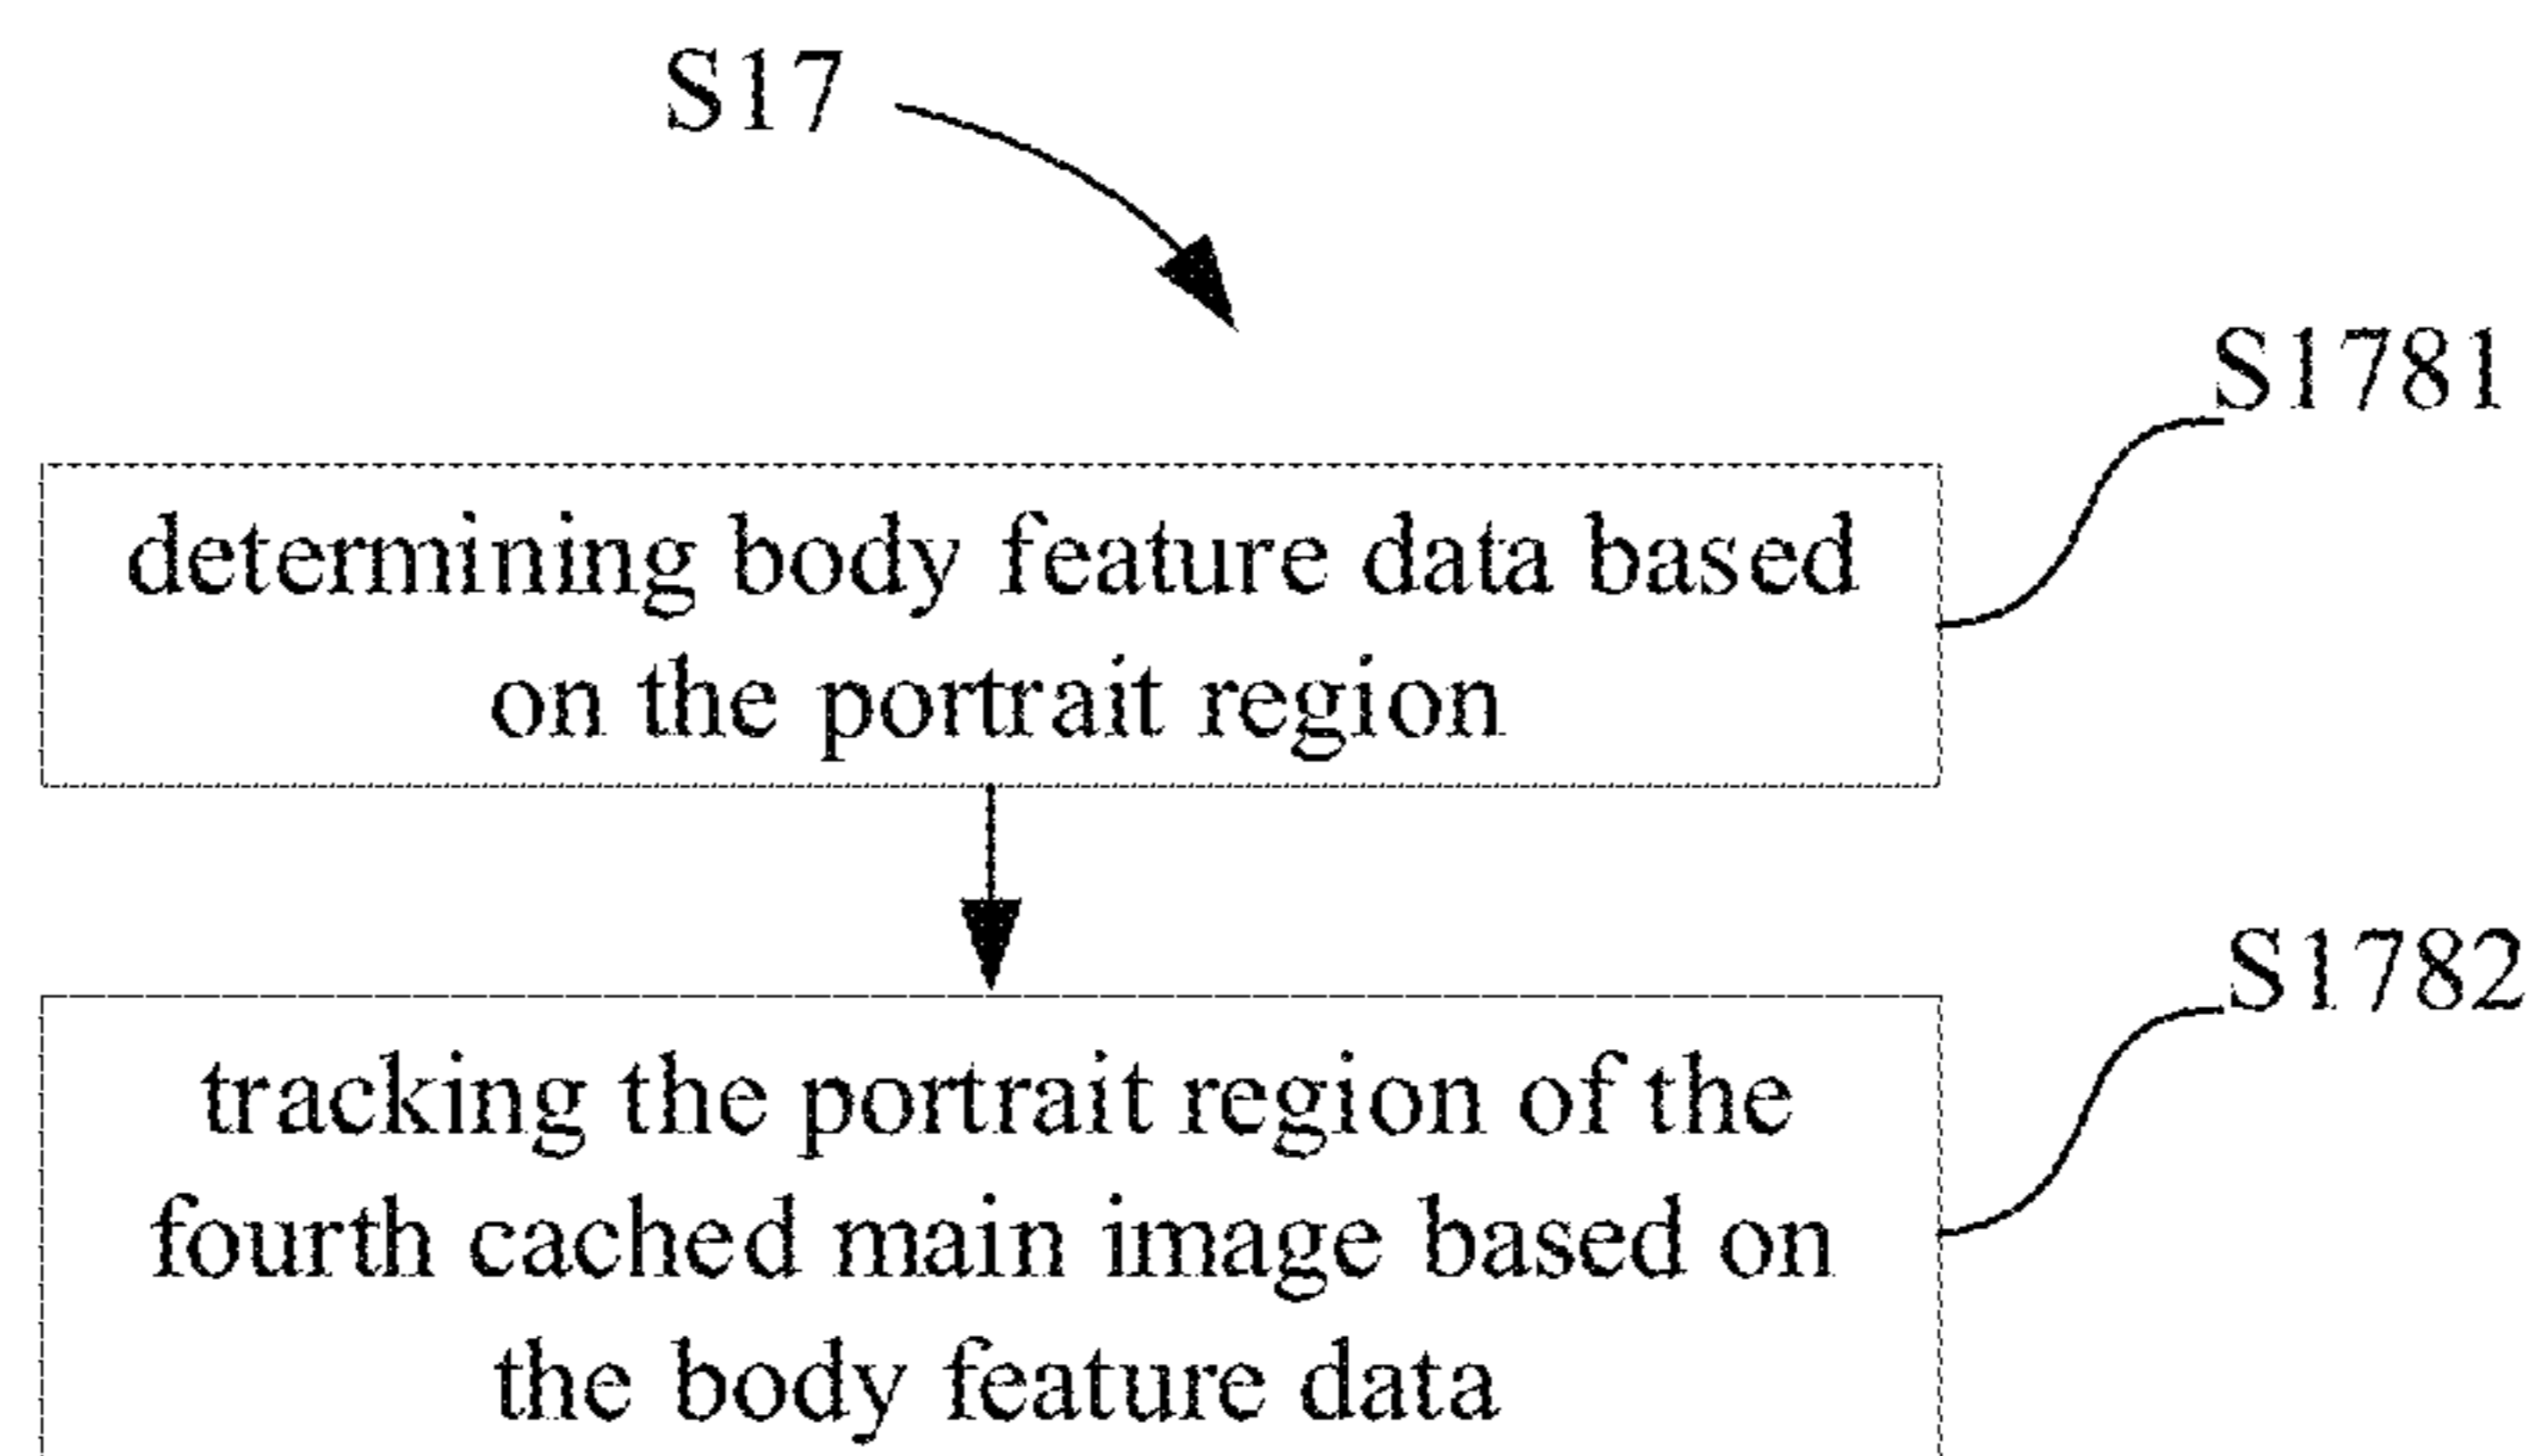 S17
S1781
determining body feature data based
on the portrait region
S1782
tracking the portrait region of the
fourth cached main image based on
the body feature data